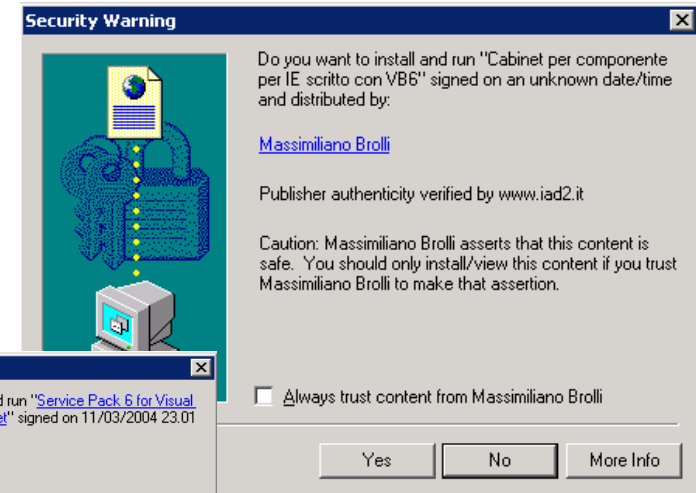 Security Warning
Do you want to install and run "Cabinet per componente
per IE scritto con VB6" signed on an unknown date/time
and distributed by:
Massimiliano Brolli
Publisher authenticity verified by www.iad2.it
Caution: Massimiliano Brolli asserts that this content is
safe. You should only install/view this content if you trust
Massimiliano Brolli to make that assertion.
Always trust content from Massimiliano Brolli
Yes No More Info
run "Service Pack 6 for Visual
" signed on 11/03/2004 23.01